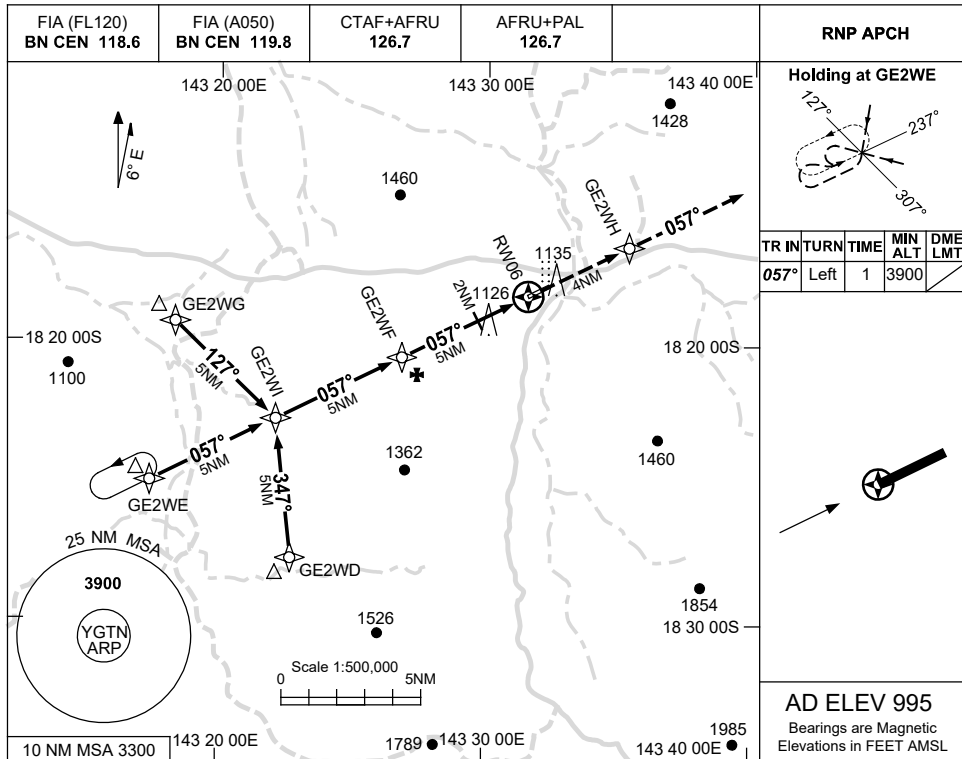 FIA (FL120)
BN CEN 118.6
FIA (A050)
BN CEN 119.8
CTAF+AFRU
126.7
AFRU+PAL
126.7
RNP APCH
143 20 00E
143 30 00E
143 40 00E
6° E
1428
1460
GE2WH
057°
RW06
1135
4NM
1126
2NM
GE2WG
GE2WF
057°
5NM
18 20 00S
18 20 00S
1100
127°
5NM
GE2WI
057°
5NM
1460
057°
5NM
1362
GE2WE
347°
5NM
GE2WD
25 NM MSA
3900
YGTN
ARP
1854
1526
18 30 00S
Scale 1:500,000
0 5NM
10 NM MSA 3300
143 20 00E
1789
143 30 00E
1985
143 40 00E
Holding at GE2WE
127°
237°
307°
TR IN TURN TIME MIN ALT DME LMT
057° Left 1 3900
AD ELEV 995
Bearings are Magnetic
Elevations in FEET AMSL